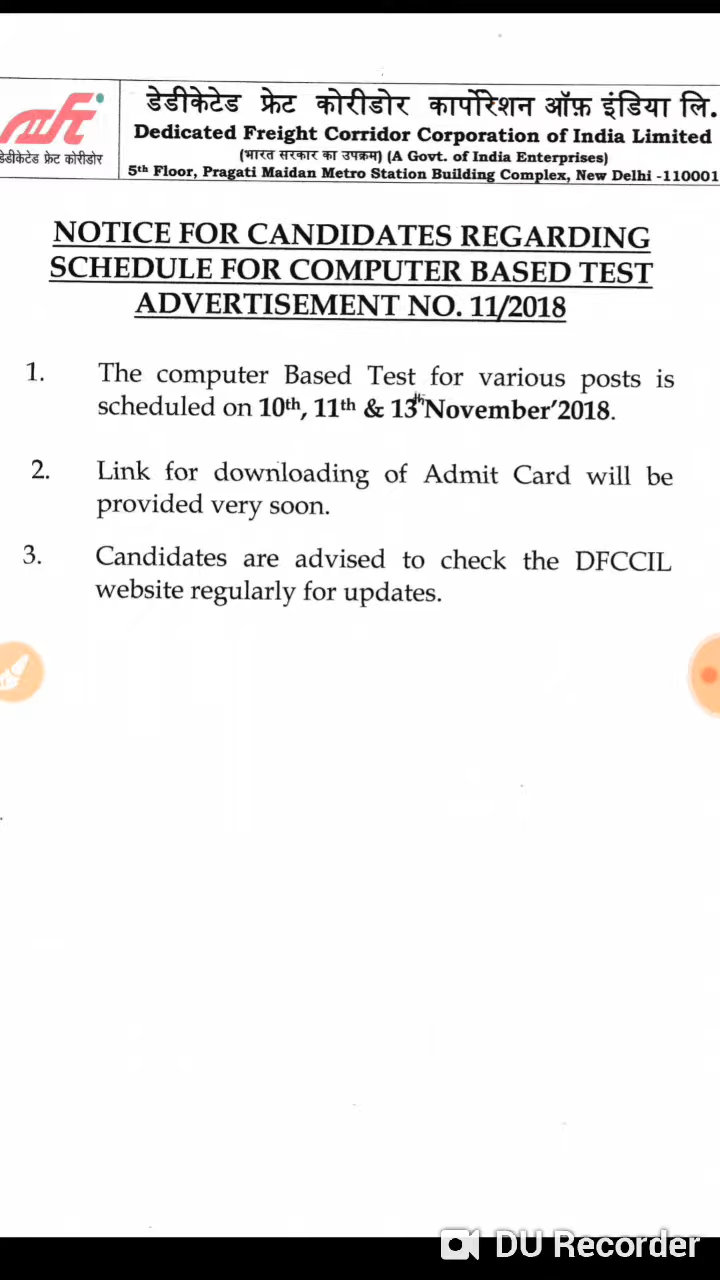 डेडीकेटेड फ्रेट कोरीडोर कार्पोरेशन ऑफ़ इंडिया लि.
Dedicated Freight Corridor Corporation of India Limited
(भारत सरकार का उपक्रम) (A Govt. of India Enterprises)
डेडीकेटेड फ्रेट कोरीडोर
5th Floor, Pragati Maidan Metro Station Building Complex, New Delhi -110001
NOTICE FOR CANDIDATES REGARDING
SCHEDULE FOR COMPUTER BASED TEST
ADVERTISEMENT NO. 11/2018
1. The computer Based Test for various posts is
scheduled on 10th, 11th & 13th November'2018.
2. Link for downloading of Admit Card will be
provided very soon.
3. Candidates are advised to check the DFCCIL
website regularly for updates.
DU Recorder